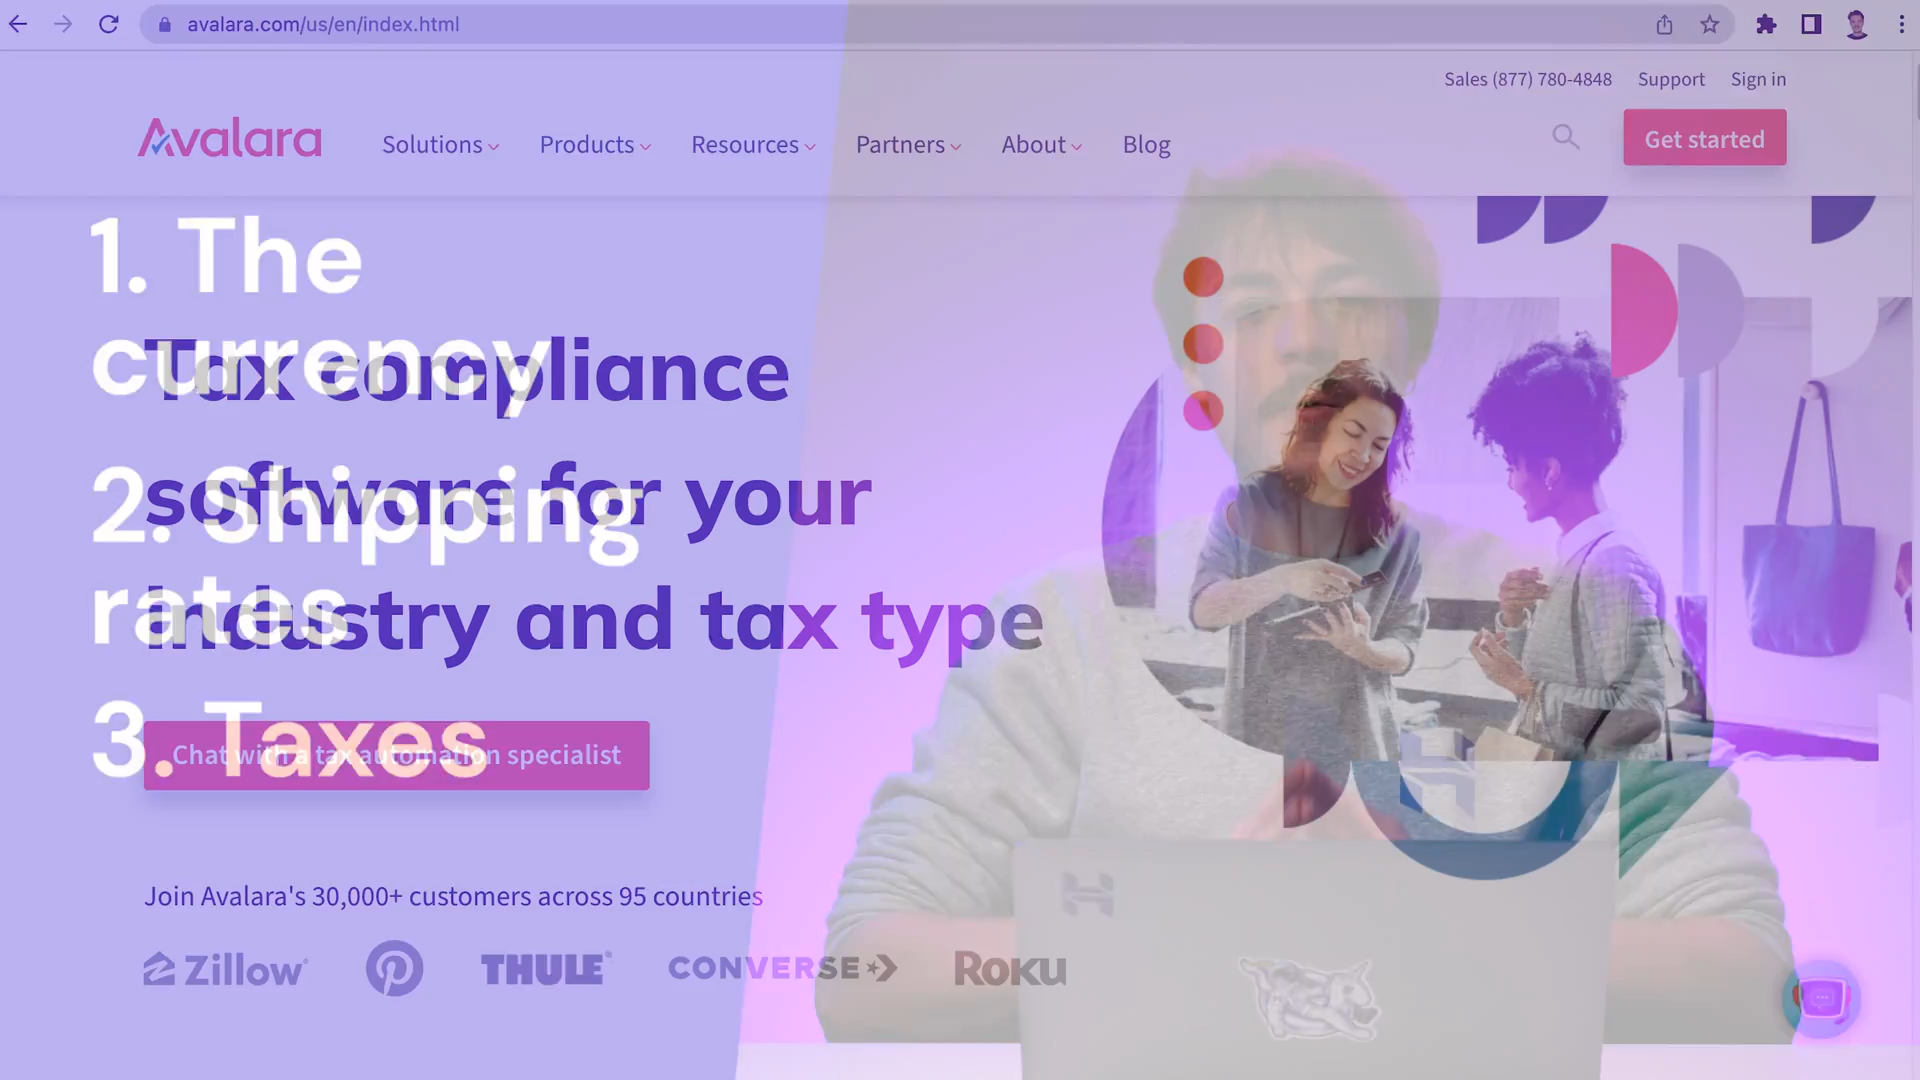 avalara.com/us/en/index.html
Sales (877) 780-4848 Support Sign in
Avalara Solutions Products Resources Partners About Blog Get started
1. The
currency
2. Shipping
rates
3. Taxes
Tax compliance
software for your
industry and tax type
Chat with a tax automation specialist
Join Avalara's 30,000+ customers across 95 countries
Zillow THULE CONVERSE ROKU